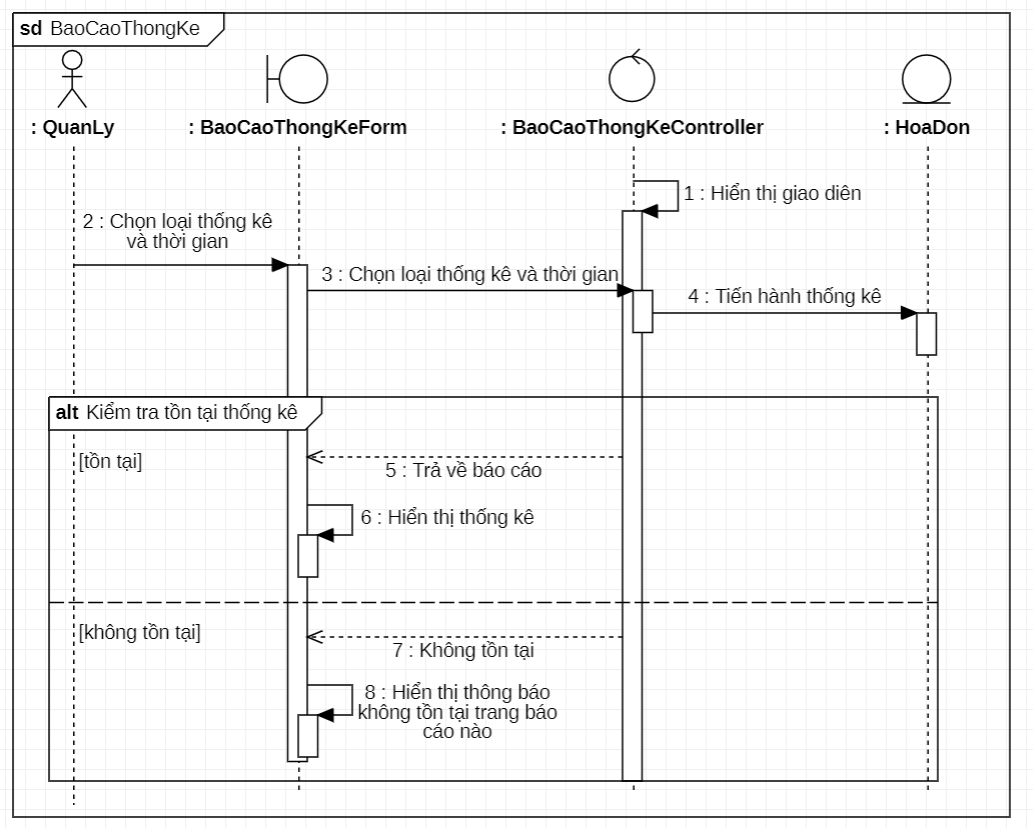 sd BaoCaoThongKe
: QuanLy
: BaoCaoThongKeForm
: BaoCaoThongKeController
: HoaDon
1 : Hiển thị giao diên
2 : Chọn loại thống kê
và thời gian
3 : Chọn loại thống kê và thời gian
4 : Tiến hành thống kê
alt Kiểm tra tồn tại thống kê
[tồn tại]
5 : Trả về báo cáo
6 : Hiển thị thống kê
[không tồn tại]
7 : Không tồn tại
8 : Hiển thị thông báo
không tồn tại trang báo
cáo nào